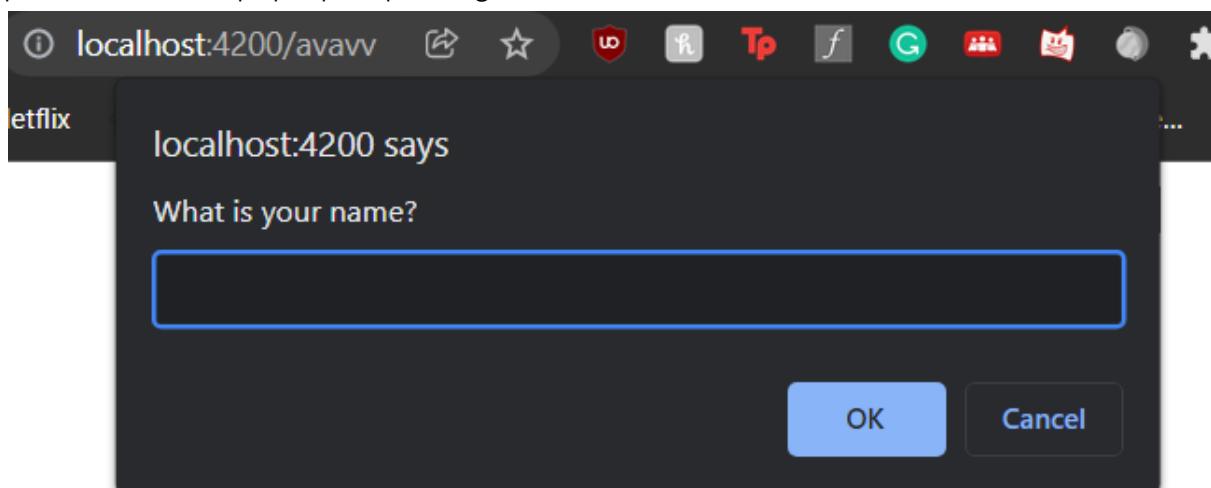 localhost:4200/avavv
etflix
localhost:4200 says
What is your name?
OK
Cancel